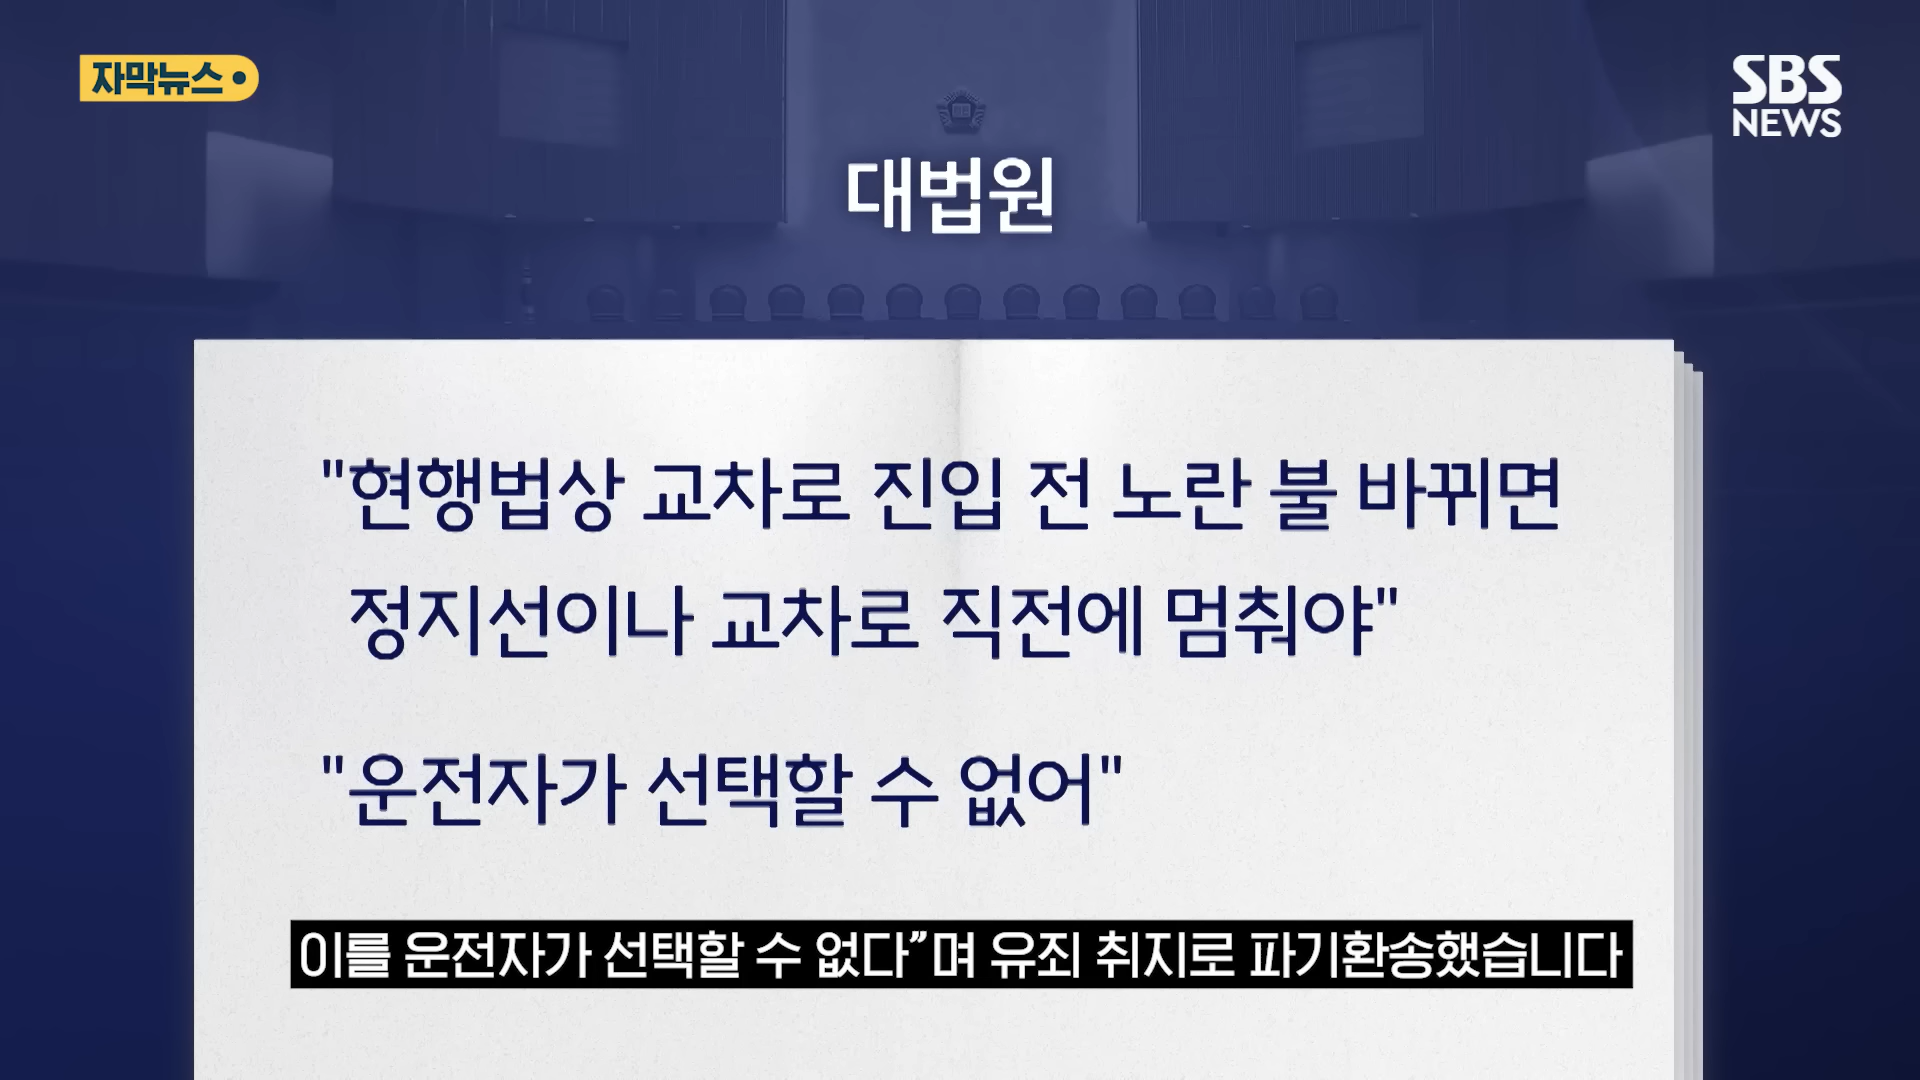 자막뉴스
SBS
NEWS
대법원
"현행법상 교차로 진입 전 노란 불 바뀌면
정지선이나 교차로 직전에 멈춰야"
"운전자가 선택할 수 없어"
이를 운전자가 선택할 수 없다”며 유죄 취지로 파기환송했습니다